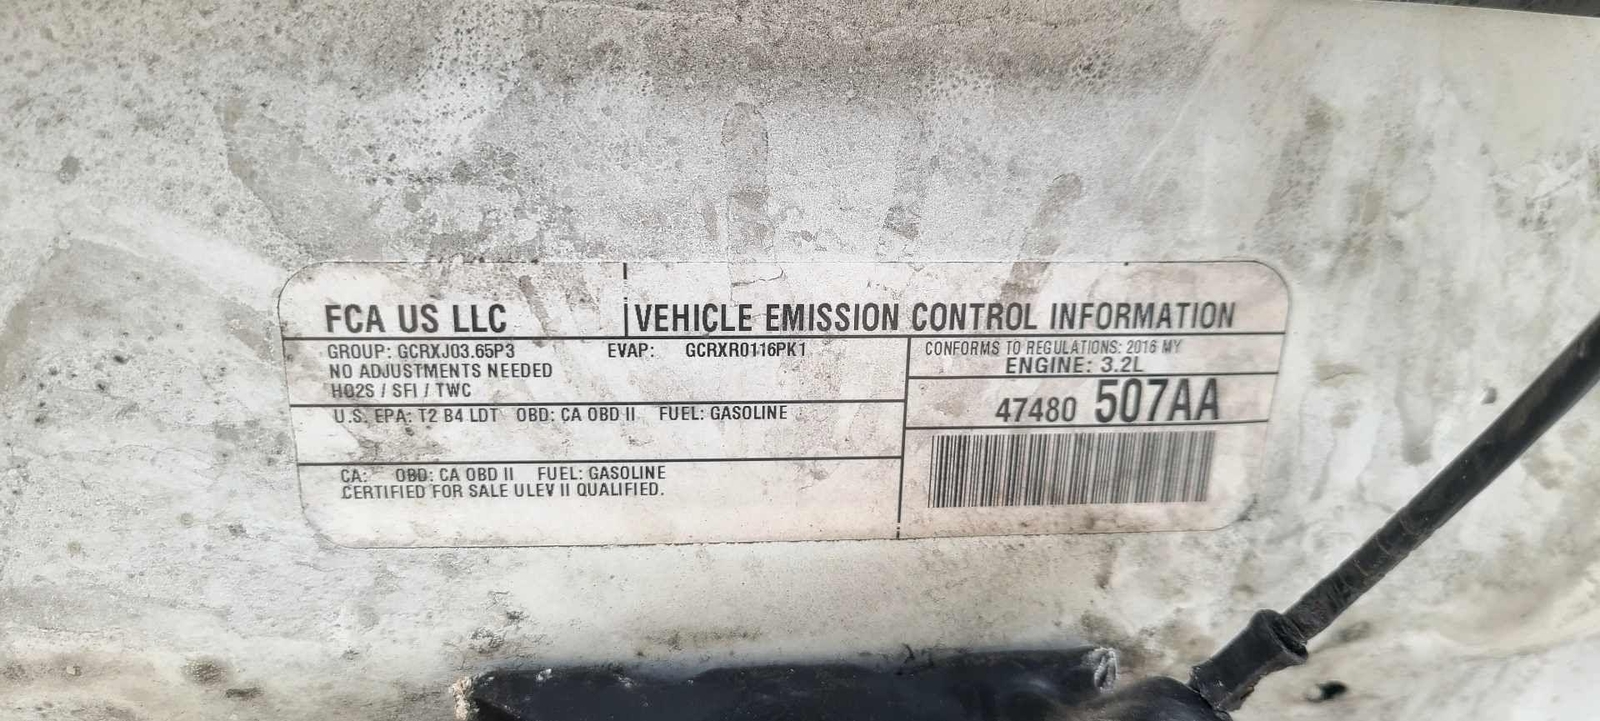 FCA US LLC
VEHICLE EMISSION CONTROL INFORMATION
GROUP: GCRXJ03.65P3 EVAP: GCRXR0116PK1
NO ADJUSTMENTS NEEDED
HO2S / SFI / TWC
U.S. EPA: T2 B4 LDT OBD: CA OBD II FUEL: GASOLINE
CA: OBD: CA OBD II FUEL: GASOLINE
CERTIFIED FOR SALE ULEV II QUALIFIED.
CONFORMS TO REGULATIONS: 2016 MY
ENGINE: 3.2L
47480 507AA